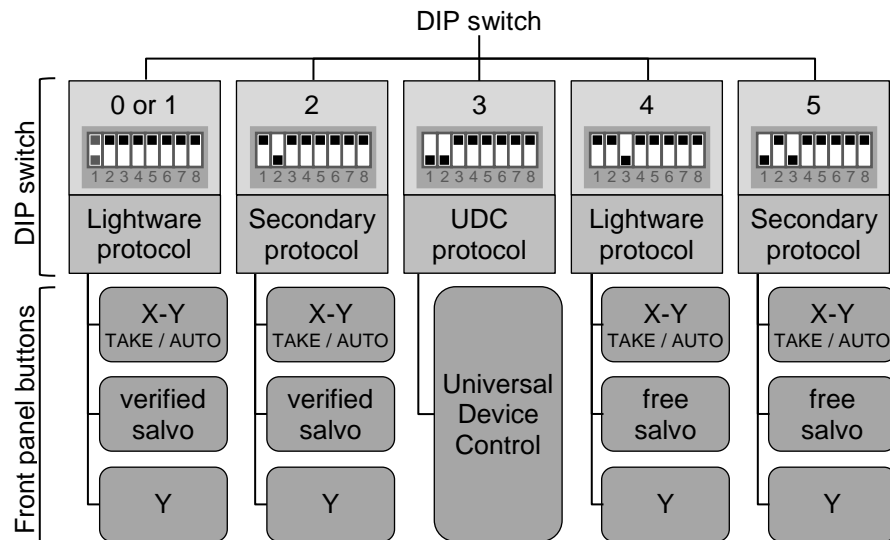 DIP switch
DIP switch
0 or 1
2
3
4
5
1 2 3 4 5 6 7 8
1 2 3 4 5 6 7 8
1 2 3 4 5 6 7 8
1 2 3 4 5 6 7 8
1 2 3 4 5 6 7 8
Lightware
protocol
Secondary
protocol
UDC
protocol
Lightware
protocol
Secondary
protocol
Front panel buttons
X-Y
TAKE / AUTO
X-Y
TAKE / AUTO
Universal
Device
Control
X-Y
TAKE / AUTO
X-Y
TAKE / AUTO
verified
salvo
verified
salvo
free
salvo
free
salvo
Y
Y
Y
Y